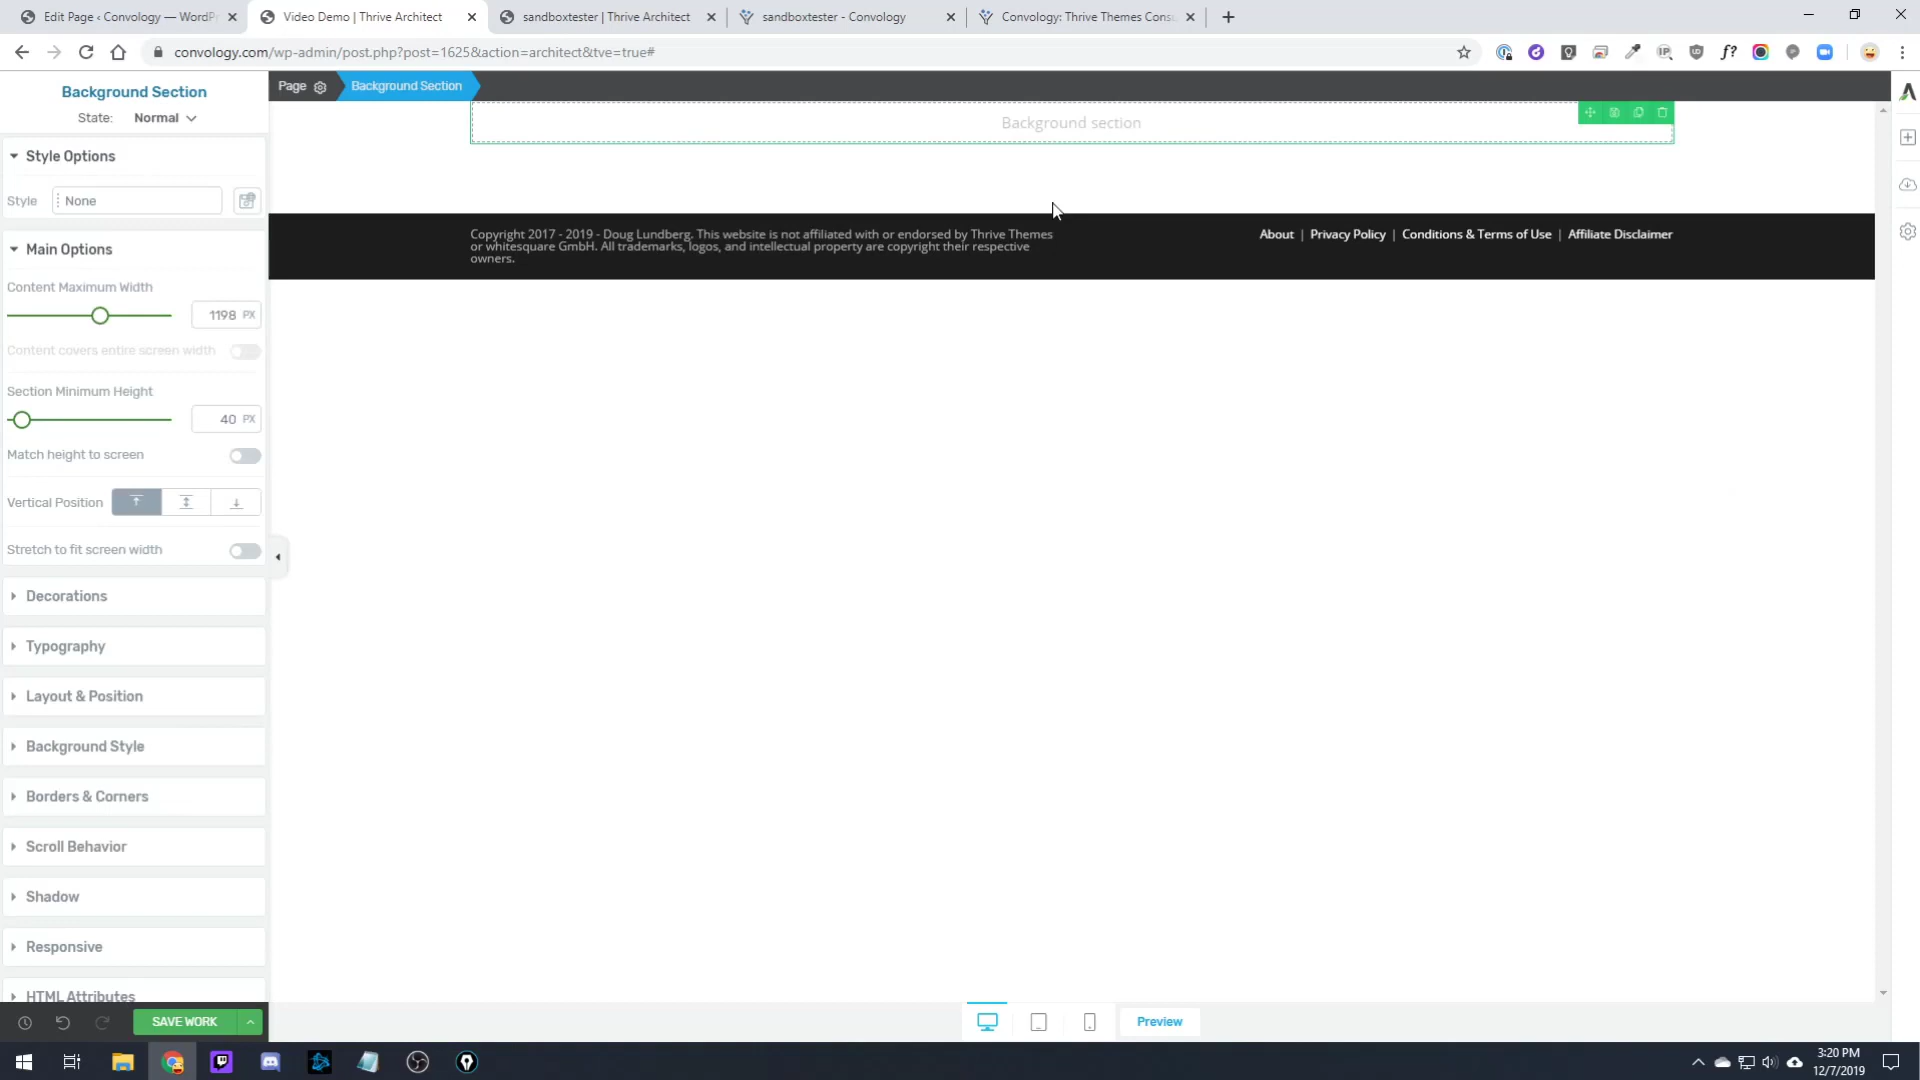 Edit Page ‹ Convology — WordPr
Video Demo | Thrive Architect
sandboxtester | Thrive Architect
sandboxtester - Convology
Convology: Thrive Themes Consu
convology.com/wp-admin/post.php?post=1625&action=architect&tve=true#
Background Section
State: Normal
Page
Background Section
Background section
Style Options
Style
None
Main Options
Content Maximum Width
1198 PX
Content covers entire screen width
Section Minimum Height
40 PX
Match height to screen
Vertical Position
Stretch to fit screen width
Decorations
Typography
Layout & Position
Background Style
Borders & Corners
Scroll Behavior
Shadow
Responsive
HTML Attributes
SAVE WORK
Copyright 2017 - 2019 - Doug Lundberg. This website is not affiliated with or endorsed by Thrive Themes
or whitesquare GmbH. All trademarks, logos, and intellectual property are copyright their respective
owners.
About | Privacy Policy | Conditions & Terms of Use | Affiliate Disclaimer
Preview
3:20 PM
12/7/2019